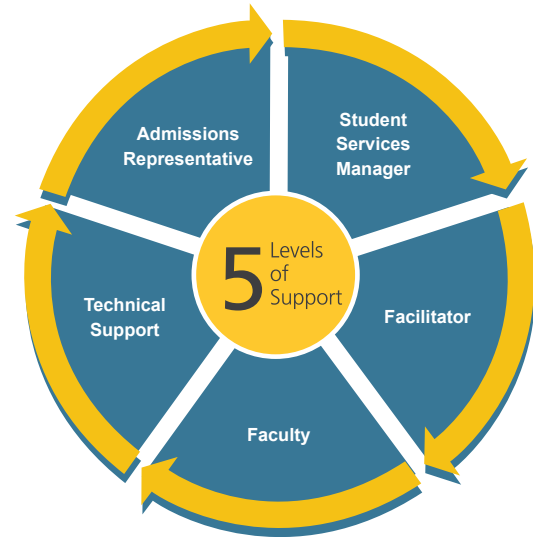 Admissions
Representative
Student
Services
Manager
5 Levels
of
Support
Technical
Support
Facilitator
Faculty